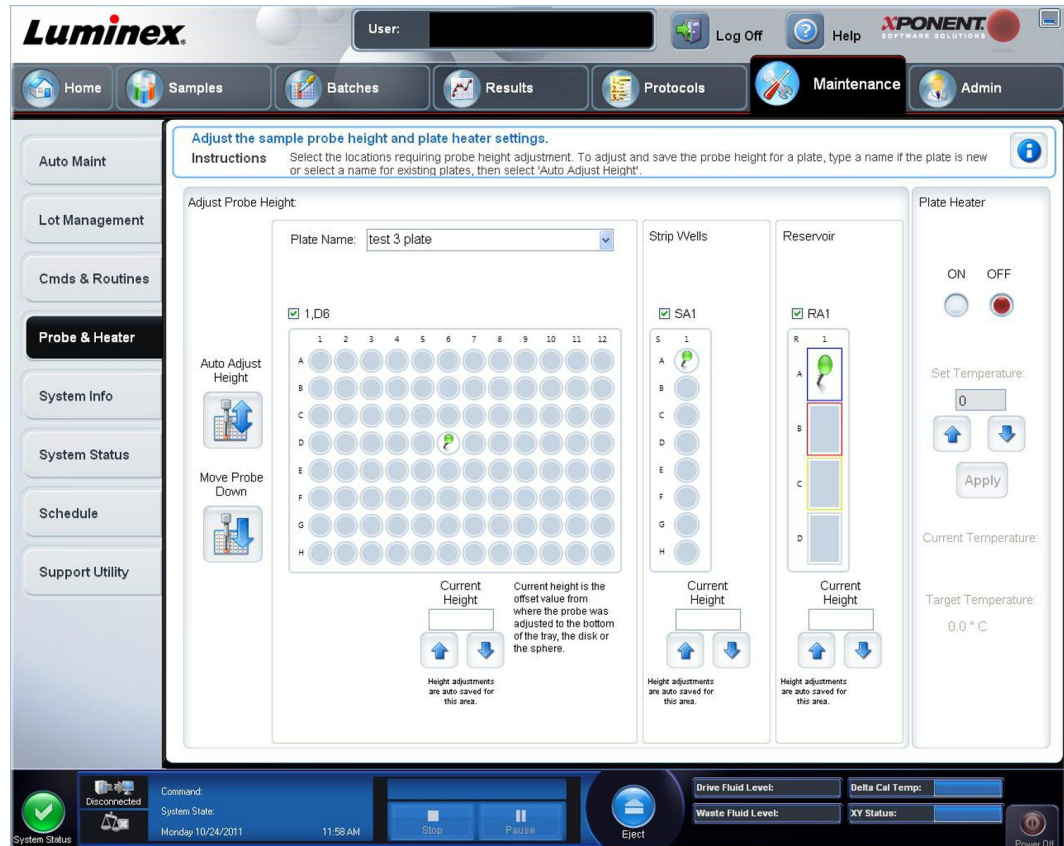 Luminex.
User:
Log Off
Help
XPONENT.
SOFTWARE SOLUTIONS
Home
Samples
Batches
Results
Protocols
Maintenance
Admin
Auto Maint
Lot Management
Cmds & Routines
Probe & Heater
System Info
System Status
Schedule
Support Utility
Adjust the sample probe height and plate heater settings.
Instructions Select the locations requiring probe height adjustment. To adjust and save the probe height for a plate, type a name if the plate is new
or select a name for existing plates, then select 'Auto Adjust Height'.
Adjust Probe Height:
Auto Adjust
Height
Move Probe
Down
Plate Name: test 3 plate
1,D6
1 2 3 4 5 6 7 8 9 10 11 12
A
B
C
D
E
F
G
H
Current
Height
Height adjustments
are auto saved for
this area.
Current height is the
offset value from
where the probe was
adjusted to the bottom
of the tray, the disk or
the sphere.
Strip Wells
SA1
S 1
A
B
C
D
E
F
G
H
Current
Height
Height adjustments
are auto saved for
this area.
Reservoir
RA1
R 1
A
B
C
D
Current
Height
Height adjustments
are auto saved for
this area.
Plate Heater
ON OFF
Set Temperature:
0
Apply
Current Temperature:
Target Temperature:
0.0 ° C
System Status
Disconnected
Command:
System State:
Monday 10/24/2011 11:58 AM
Stop
Pause
Eject
Drive Fluid Level:
Waste Fluid Level:
Delta Cal Temp:
XY Status:
Power Off